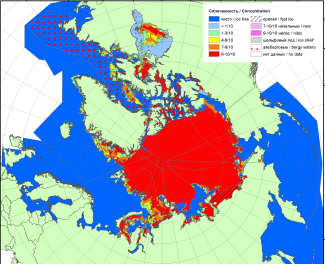 Сплоченность / Concentration
чисто / ice free
< 1/10
1-3/10
4-6/10
7-8/10
9-10/10
припай / fast ice
7-10/10 начальные / new
9-10/10 нилас / nilas
шельфовый лед / ice shelf
айсберговые / bergy waters
нет данных / no data